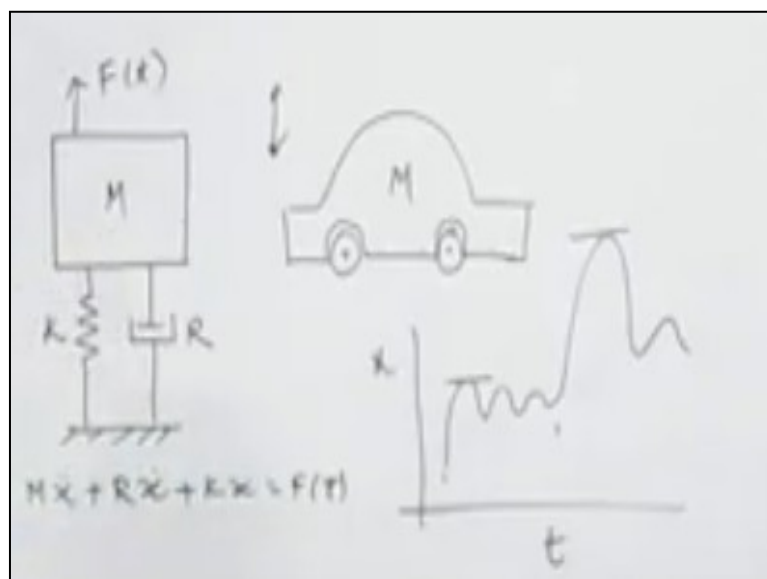 F(t)
M
K
R
Mẍ + Rẋ + Kx = F(t)
M
x
t